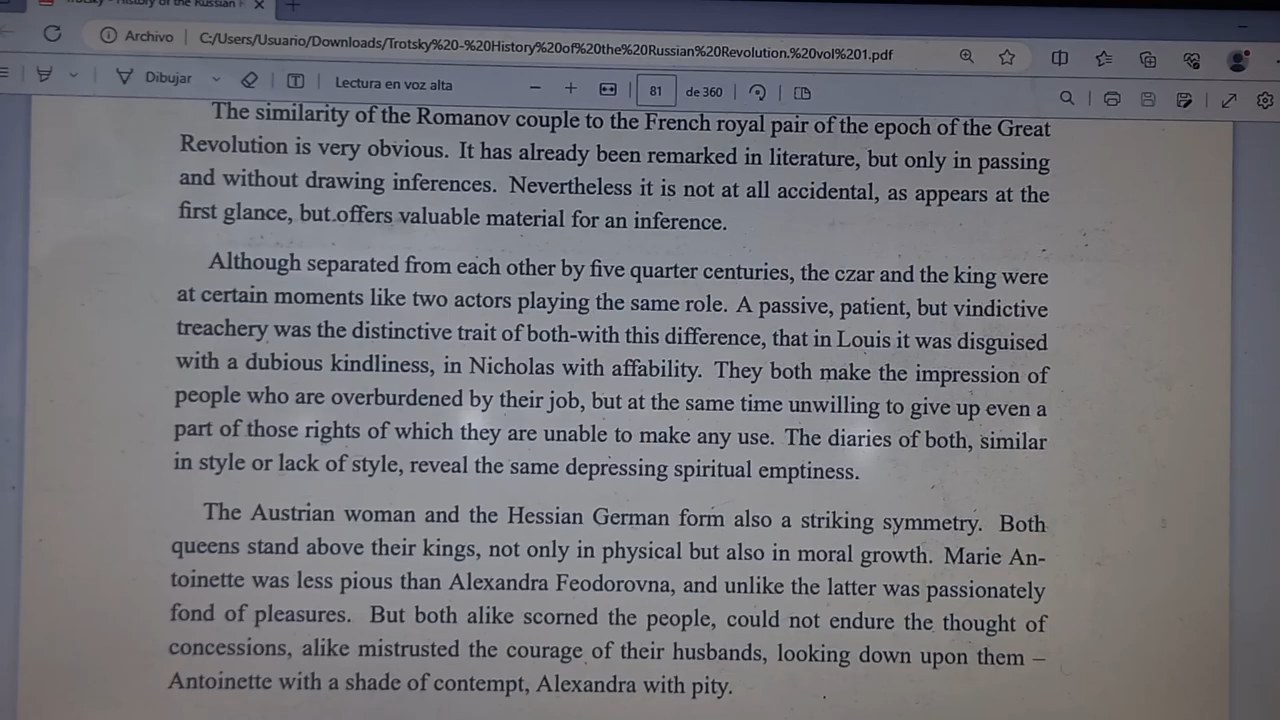 Trotsky - History of the Russian R
Archivo
C:/Users/Usuario/Downloads/Trotsky%20-%20History%20of%20the%20Russian%20Revolution.%20vol%201.pdf
Dibujar
Lectura en voz alta
81
de 360
The similarity of the Romanov couple to the French royal pair of the epoch of the Great
Revolution is very obvious. It has already been remarked in literature, but only in passing
and without drawing inferences. Nevertheless it is not at all accidental, as appears at the
first glance, but offers valuable material for an inference.
Although separated from each other by five quarter centuries, the czar and the king were
at certain moments like two actors playing the same role. A passive, patient, but vindictive
treachery was the distinctive trait of both-with this difference, that in Louis it was disguised
with a dubious kindliness, in Nicholas with affability. They both make the impression of
people who are overburdened by their job, but at the same time unwilling to give up even a
part of those rights of which they are unable to make any use. The diaries of both, similar
in style or lack of style, reveal the same depressing spiritual emptiness.
The Austrian woman and the Hessian German form also a striking symmetry. Both
queens stand above their kings, not only in physical but also in moral growth. Marie An-
toinette was less pious than Alexandra Feodorovna, and unlike the latter was passionately
fond of pleasures. But both alike scorned the people, could not endure the thought of
concessions, alike mistrusted the courage of their husbands, looking down upon them –
Antoinette with a shade of contempt, Alexandra with pity.